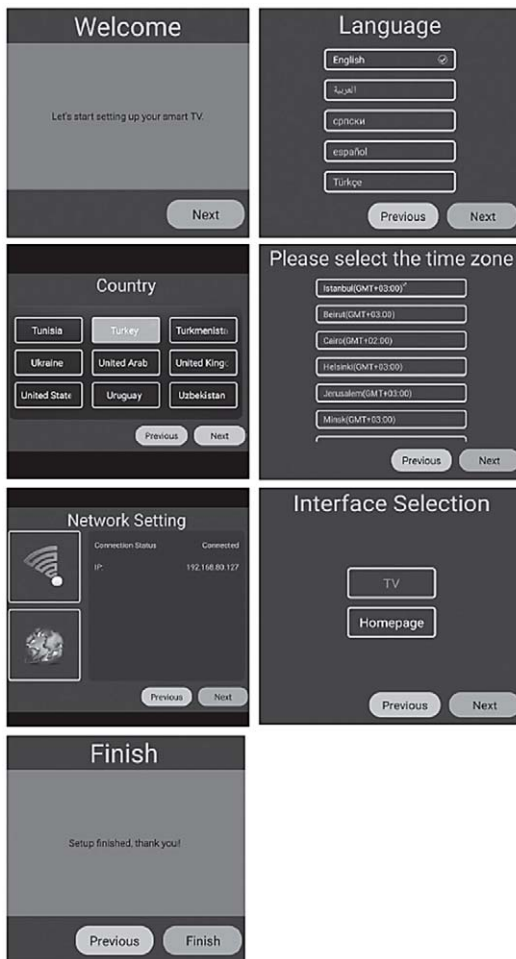 Welcome
Let's start setting up your smart TV.
Next
Language
English
العربية
српски
español
Türkçe
Previous Next
Country
Tunisia Turkey Turkmenista
Ukraine United Arab United King
United State Uruguay Uzbekistan
Previous Next
Please select the time zone
Istanbul(GMT+03:00)
Beirut(GMT+03:00)
Cairo(GMT+02:00)
Helsinki(GMT+03:00)
Jerusalem(GMT+03:00)
Minsk(GMT+03:00)
Previous Next
Network Setting
Connection Status Connected
IP: 192.168.80.127
Previous Next
Interface Selection
TV
Homepage
Previous Next
Finish
Setup finished, thank you!
Previous Finish